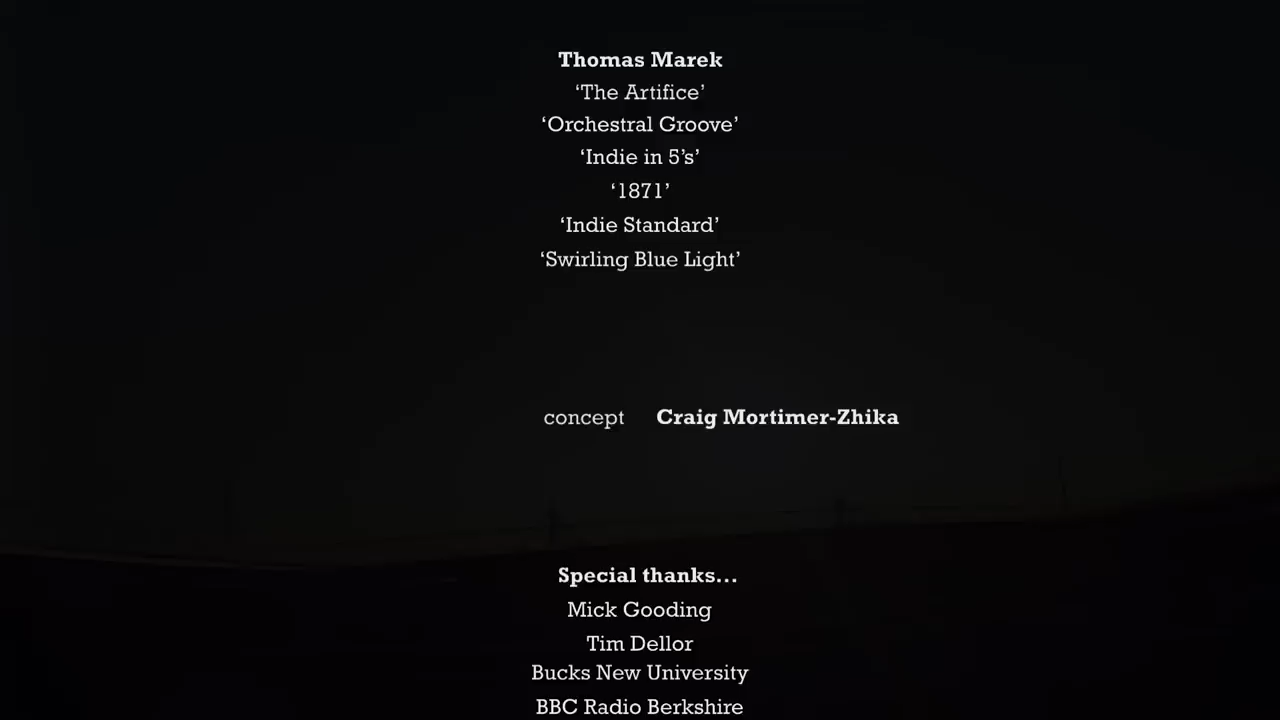 Thomas Marek
‘The Artifice’
‘Orchestral Groove’
‘Indie in 5’s’
‘1871’
‘Indie Standard’
‘Swirling Blue Light’
concept Craig Mortimer-Zhika
Special thanks...
Mick Gooding
Tim Dellor
Bucks New University
BBC Radio Berkshire